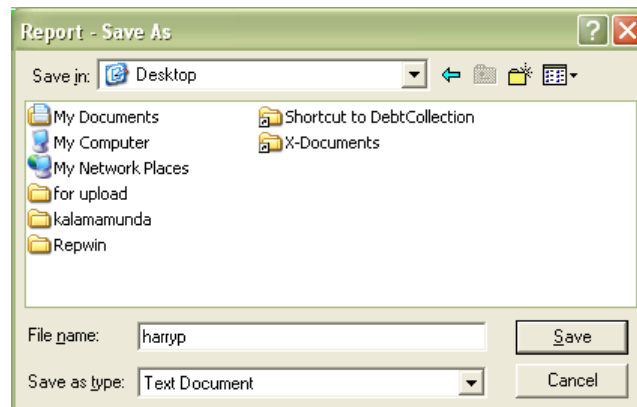 Report - Save As
Save in: Desktop
My Documents
My Computer
My Network Places
for upload
kalamamunda
Repwin
Shortcut to DebtCollection
X-Documents
File name: harryp
Save
Save as type: Text Document
Cancel